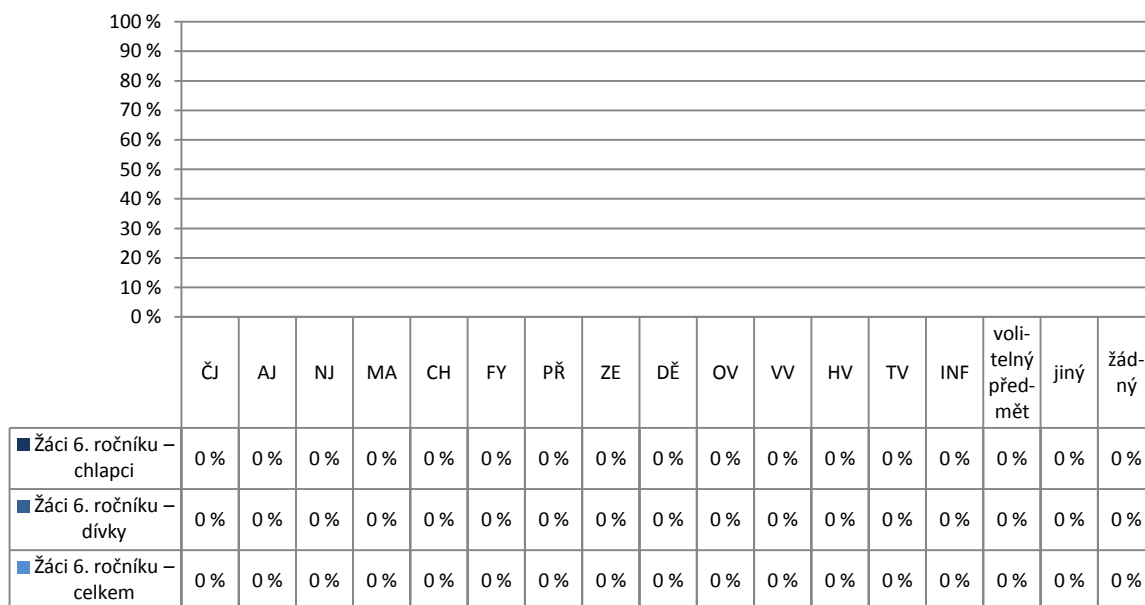 100 %
90 %
80 %
70 %
60 %
50 %
40 %
30 %
20 %
10 %
0 %
ČJ AJ NJ MA CH FY PŘ ZE DĚ OV VV HV TV INF voli-
telný
před-
mět jiný žád-
ný
Žáci 6. ročníku –
chlapci 0 % 0 % 0 % 0 % 0 % 0 % 0 % 0 % 0 % 0 % 0 % 0 % 0 % 0 % 0 % 0 % 0 %
Žáci 6. ročníku –
dívky 0 % 0 % 0 % 0 % 0 % 0 % 0 % 0 % 0 % 0 % 0 % 0 % 0 % 0 % 0 % 0 % 0 %
Žáci 6. ročníku –
celkem 0 % 0 % 0 % 0 % 0 % 0 % 0 % 0 % 0 % 0 % 0 % 0 % 0 % 0 % 0 % 0 % 0 %